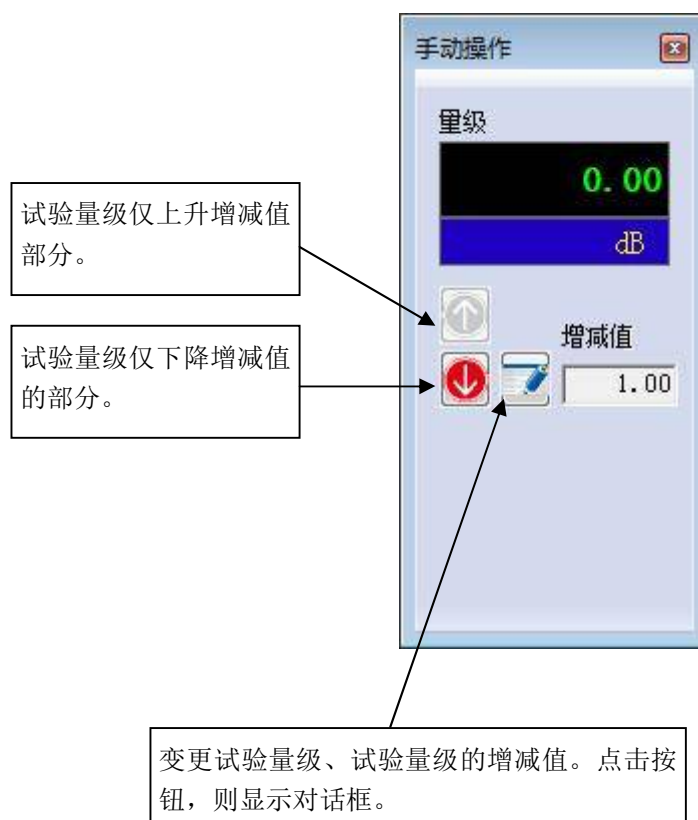 手动操作
量级
0.00
dB
试验量级仅上升增减值
部分。
增减值
1.00
试验量级仅下降增减值
的部分。
变更试验量级、试验量级的增减值。点击按
钮，则显示对话框。